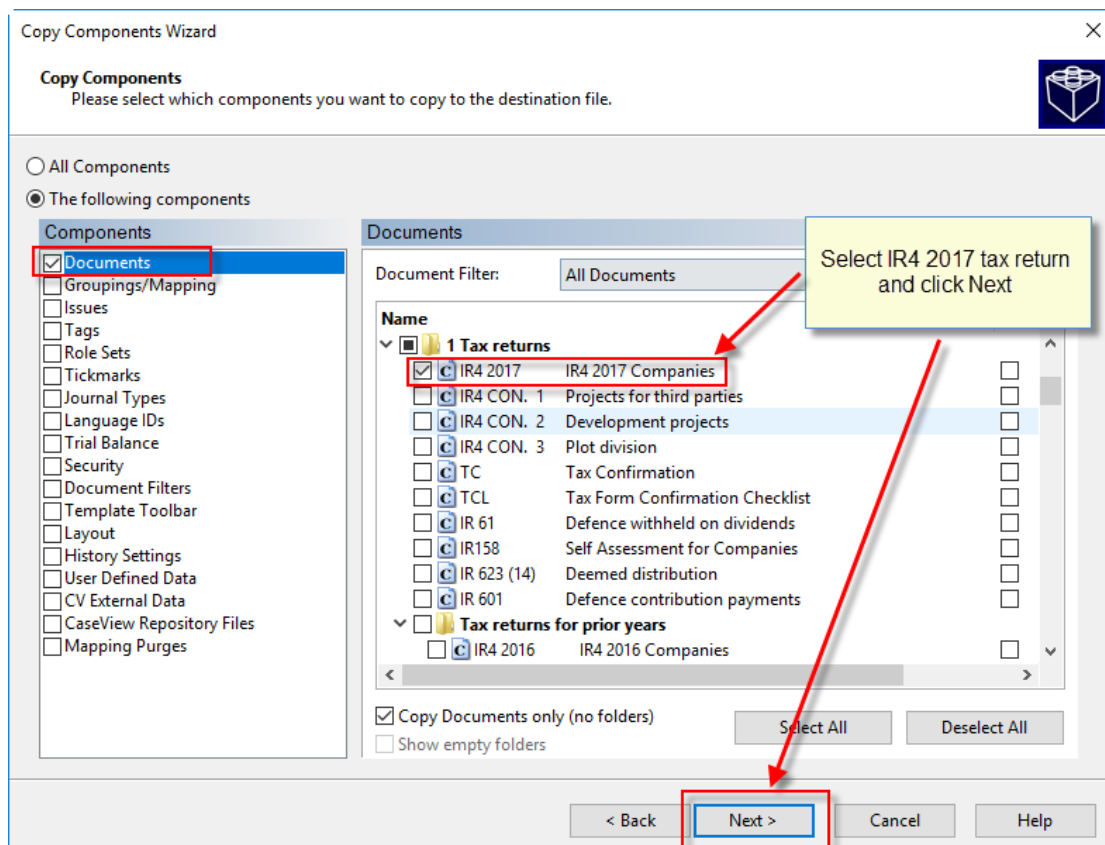 Copy Components Wizard
Copy Components
Please select which components you want to copy to the destination file.
All Components
The following components
Components
Documents
Groupings/Mapping
Issues
Tags
Role Sets
Tickmarks
Journal Types
Language IDs
Trial Balance
Security
Document Filters
Template Toolbar
Layout
History Settings
User Defined Data
CV External Data
CaseView Repository Files
Mapping Purges
Documents
Document Filter: All Documents
Select IR4 2017 tax return
and click Next
Name
1 Tax returns
IR4 2017 IR4 2017 Companies
IR4 CON. 1 Projects for third parties
IR4 CON. 2 Development projects
IR4 CON. 3 Plot division
TC Tax Confirmation
TCL Tax Form Confirmation Checklist
IR 61 Defence withheld on dividends
IR158 Self Assessment for Companies
IR 623 (14) Deemed distribution
IR 601 Defence contribution payments
Tax returns for prior years
IR4 2016 IR4 2016 Companies
Copy Documents only (no folders)
Show empty folders
Select All Deselect All
< Back Next > Cancel Help